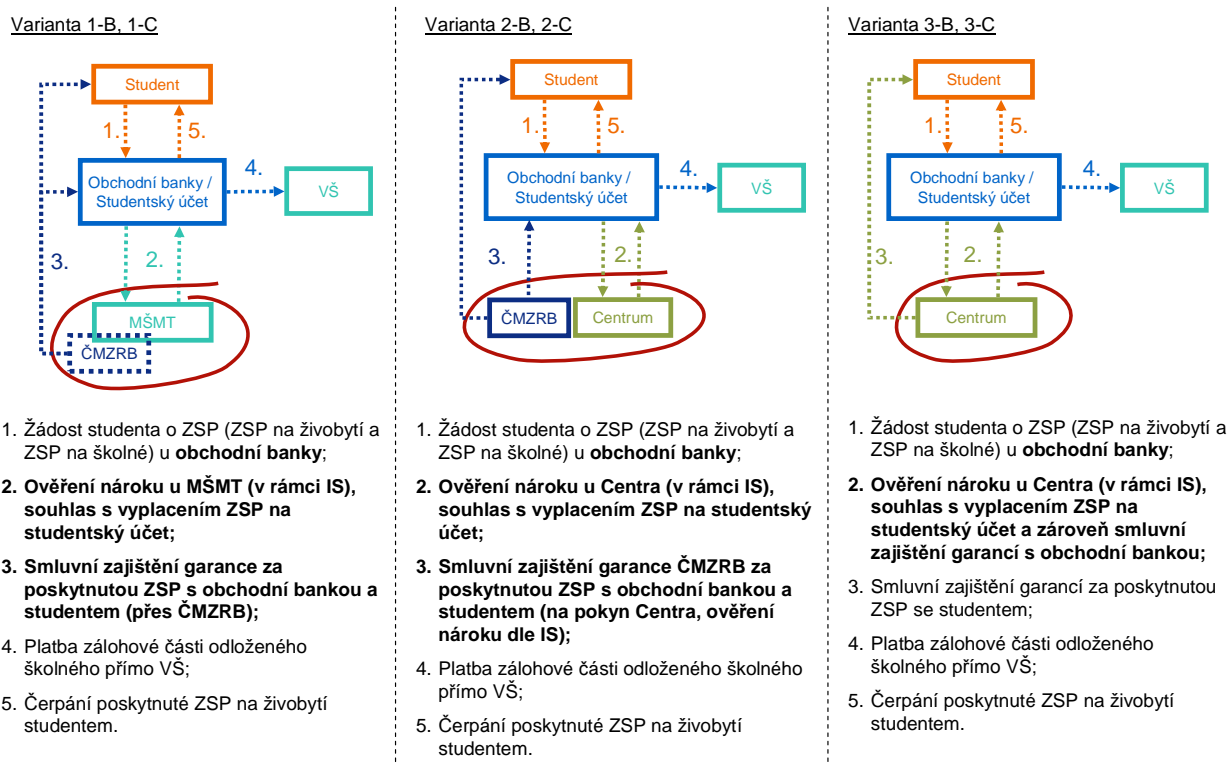 Varianta 1-B, 1-C
Student
1.
5.
Obchodní banky /
Studentský účet
4.
VŠ
3.
2.
MŠMT
ČMZRB
1. Žádost studenta o ZSP (ZSP na živobytí a
ZSP na školné) u obchodní banky;
2. Ověření nároku u MŠMT (v rámci IS),
souhlas s vyplacením ZSP na
studentský účet;
3. Smluvní zajištění garance za
poskytnutou ZSP s obchodní bankou a
studentem (přes ČMZRB);
4. Platba zálohové části odloženého
školného přímo VŠ;
5. Čerpání poskytnuté ZSP na živobytí
studentem.
Varianta 2-B, 2-C
Student
1.
5.
Obchodní banky /
Studentský účet
4.
VŠ
3.
2.
ČMZRB
Centrum
1. Žádost studenta o ZSP (ZSP na živobytí a
ZSP na školné) u obchodní banky;
2. Ověření nároku u Centra (v rámci IS),
souhlas s vyplacením ZSP na studentský
účet;
3. Smluvní zajištění garance ČMZRB za
poskytnutou ZSP s obchodní bankou a
studentem (na pokyn Centra, ověření
nároku dle IS);
4. Platba zálohové části odloženého školného
přímo VŠ;
5. Čerpání poskytnuté ZSP na živobytí
studentem.
Varianta 3-B, 3-C
Student
1.
5.
Obchodní banky /
Studentský účet
4.
VŠ
3.
2.
Centrum
1. Žádost studenta o ZSP (ZSP na živobytí a
ZSP na školné) u obchodní banky;
2. Ověření nároku u Centra (v rámci IS),
souhlas s vyplacením ZSP na
studentský účet a zároveň smluvní
zajištění garancí s obchodní bankou;
3. Smluvní zajištění garancí za poskytnutou
ZSP se studentem;
4. Platba zálohové části odloženého
školného přímo VŠ;
5. Čerpání poskytnuté ZSP na živobytí
studentem.